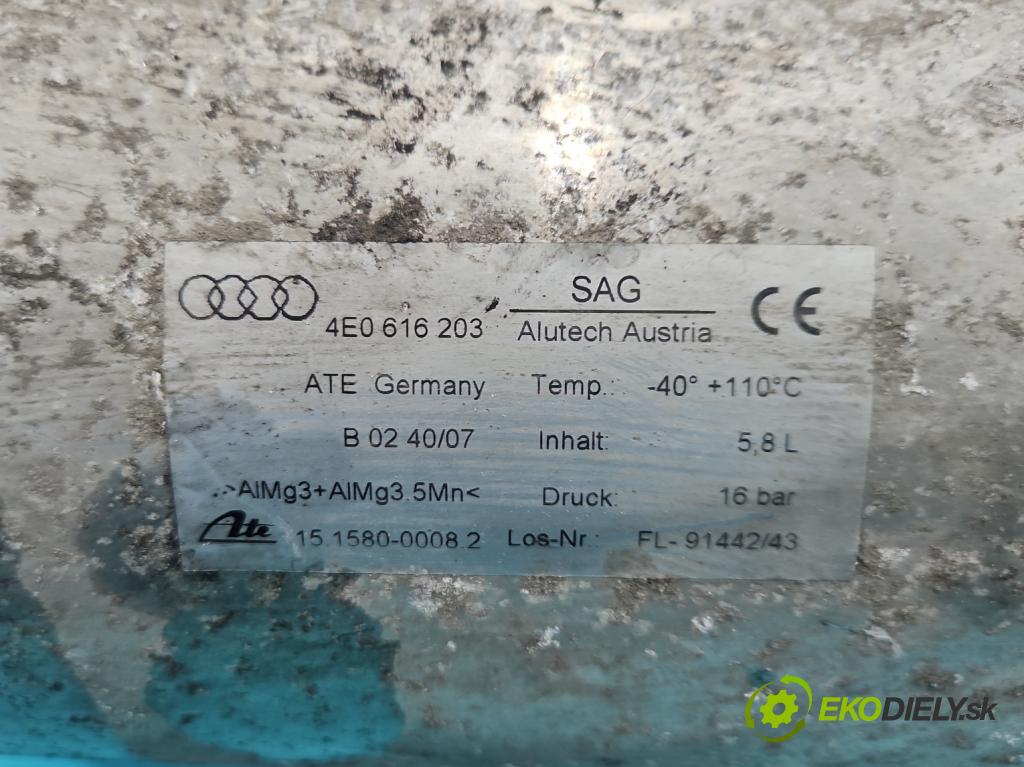 SAG
4E0 616 203 Alutech Austria
CE
ATE Germany Temp.: -40° +110°C
B 02 40/07 Inhalt: 5,8 L
>AlMg3+AlMg3.5Mn< Druck: 16 bar
Ate 15.1580-0008.2 Los-Nr.: FL- 91442/43
EKODIELY.sk